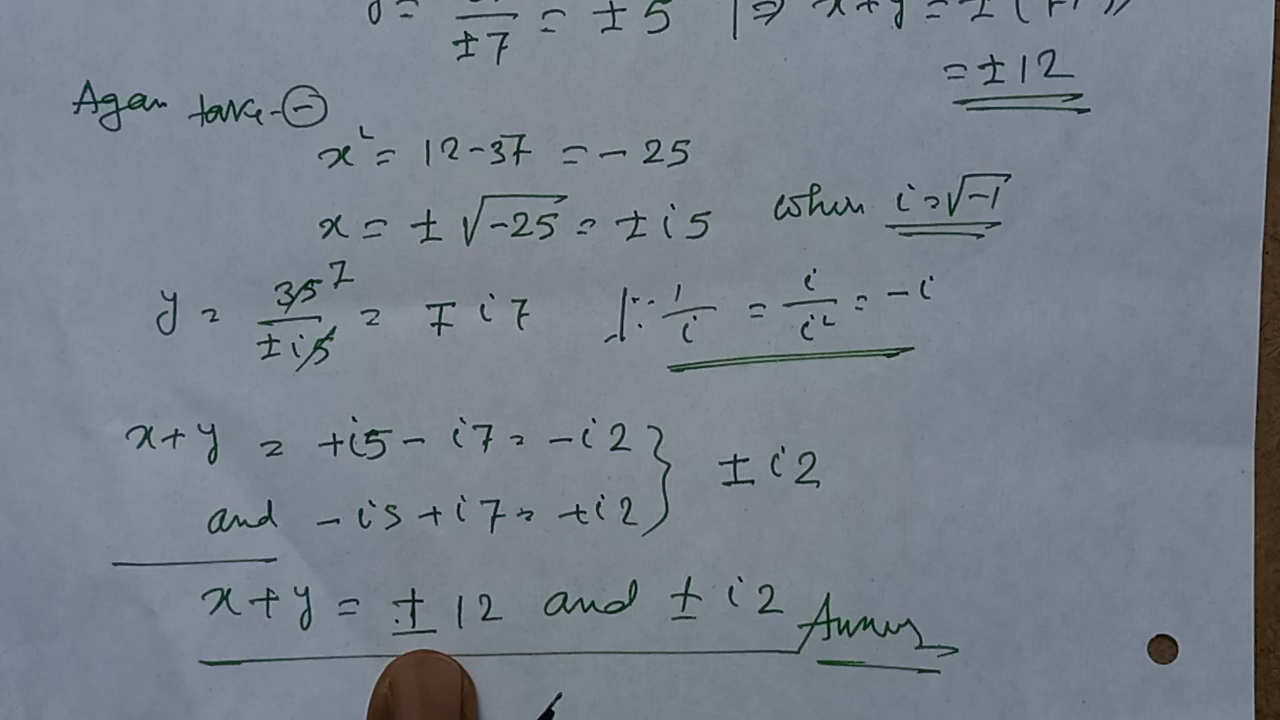 y = 35/±7 = ±5 | ⇒ x+y = ±
= ±12
Again take ⊖
x² = 12-37 = -25
x = ± √-25 = ± i5 when i=√-1
y = 35⁷/±i5 = ∓ i7 |∵ 1/i = i/i² = -i
x+y = +i5 - i7 = -i2
and -i5 + i7 = +i2 } ± i2
x+y = ± 12 and ± i2 Answer